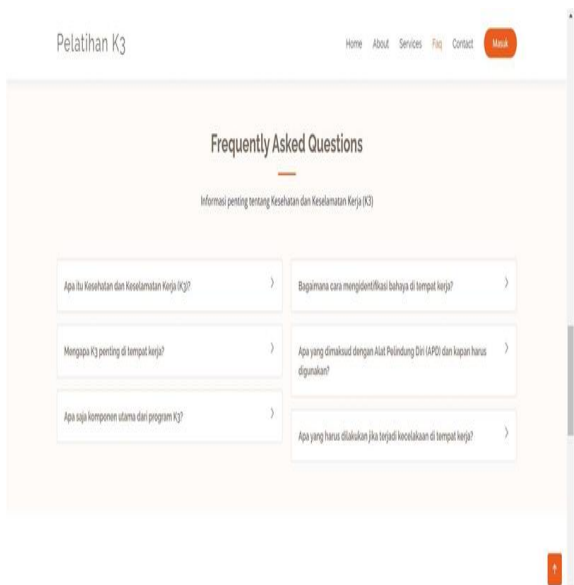 Pelatihan K3
Home About Services Faq Contact Masuk
Frequently Asked Questions
Informasi penting tentang Kesehatan dan Keselamatan Kerja (K3)
Apa itu Kesehatan dan Keselamatan Kerja (K3)?
Mengapa K3 penting di tempat kerja?
Apa saja komponen utama dari program K3?
Bagaimana cara mengidentifikasi bahaya di tempat kerja?
Apa yang dimaksud dengan Alat Pelindung Diri (APD) dan kapan harus
digunakan?
Apa yang harus dilakukan jika terjadi kecelakaan di tempat kerja?